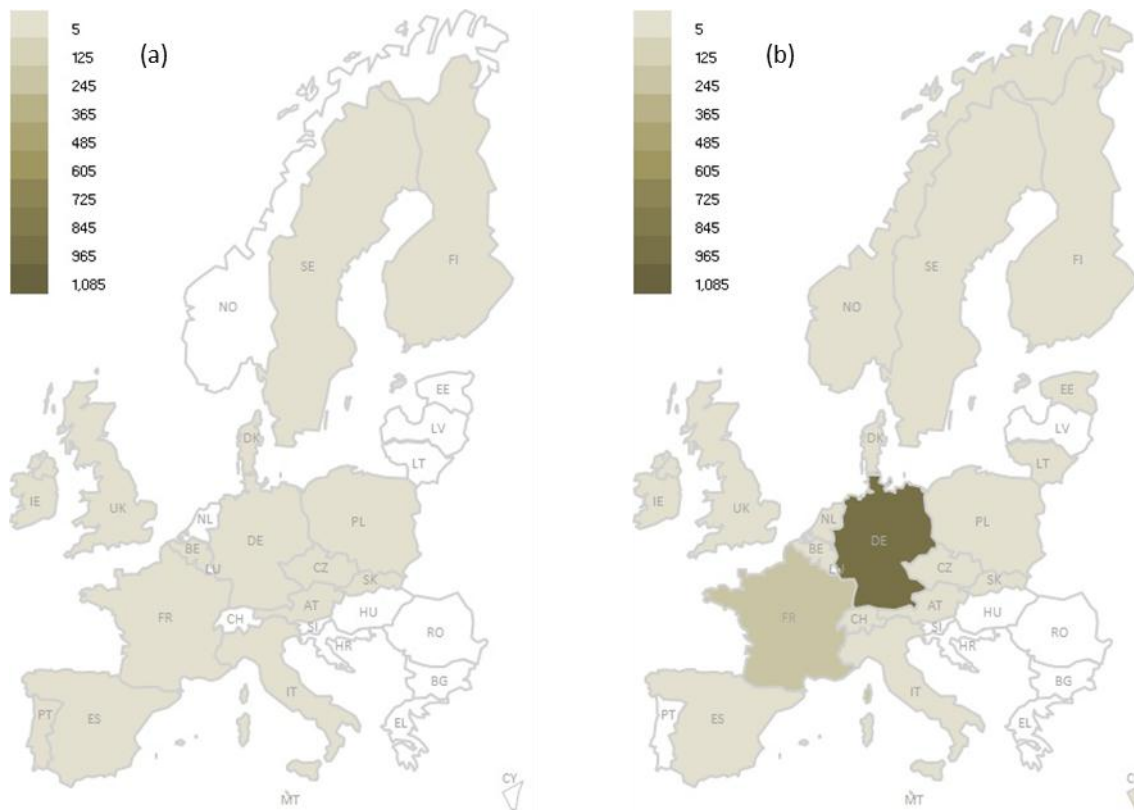 5
125
245
365
485
605
725
845
965
1,085
(a)
SE
FI
NO
EE
LV
LT
DK
IE
UK
NL
BE
DE
PL
LU
CZ
SK
FR
AT
CH
HU
SI
HR
RO
BG
IT
PT
ES
EL
CY
MT
5
125
245
365
485
605
725
845
965
1,085
(b)
SE
FI
NO
EE
LV
LT
DK
IE
UK
NL
BE
DE
PL
CZ
SK
FR
AT
CH
HU
SI
HR
RO
BG
IT
PT
ES
EL
MT